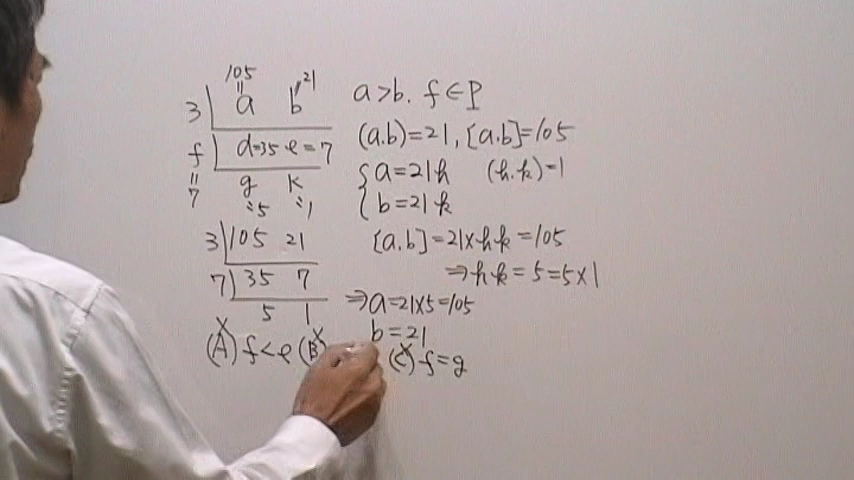 105 21
3 a b
f d=35 e=7
7 g k
5 1
3 105 21
7 35 7
5 1
(A) f<e (B)
a>b. f∈P
(a.b)=21, [a.b]=105
{ a=21h (h.k)=1
b=21k
[a.b]=21×hk=105
⇒hk=5=5×1
⇒a=21×5=105
b=21
(C) f=g